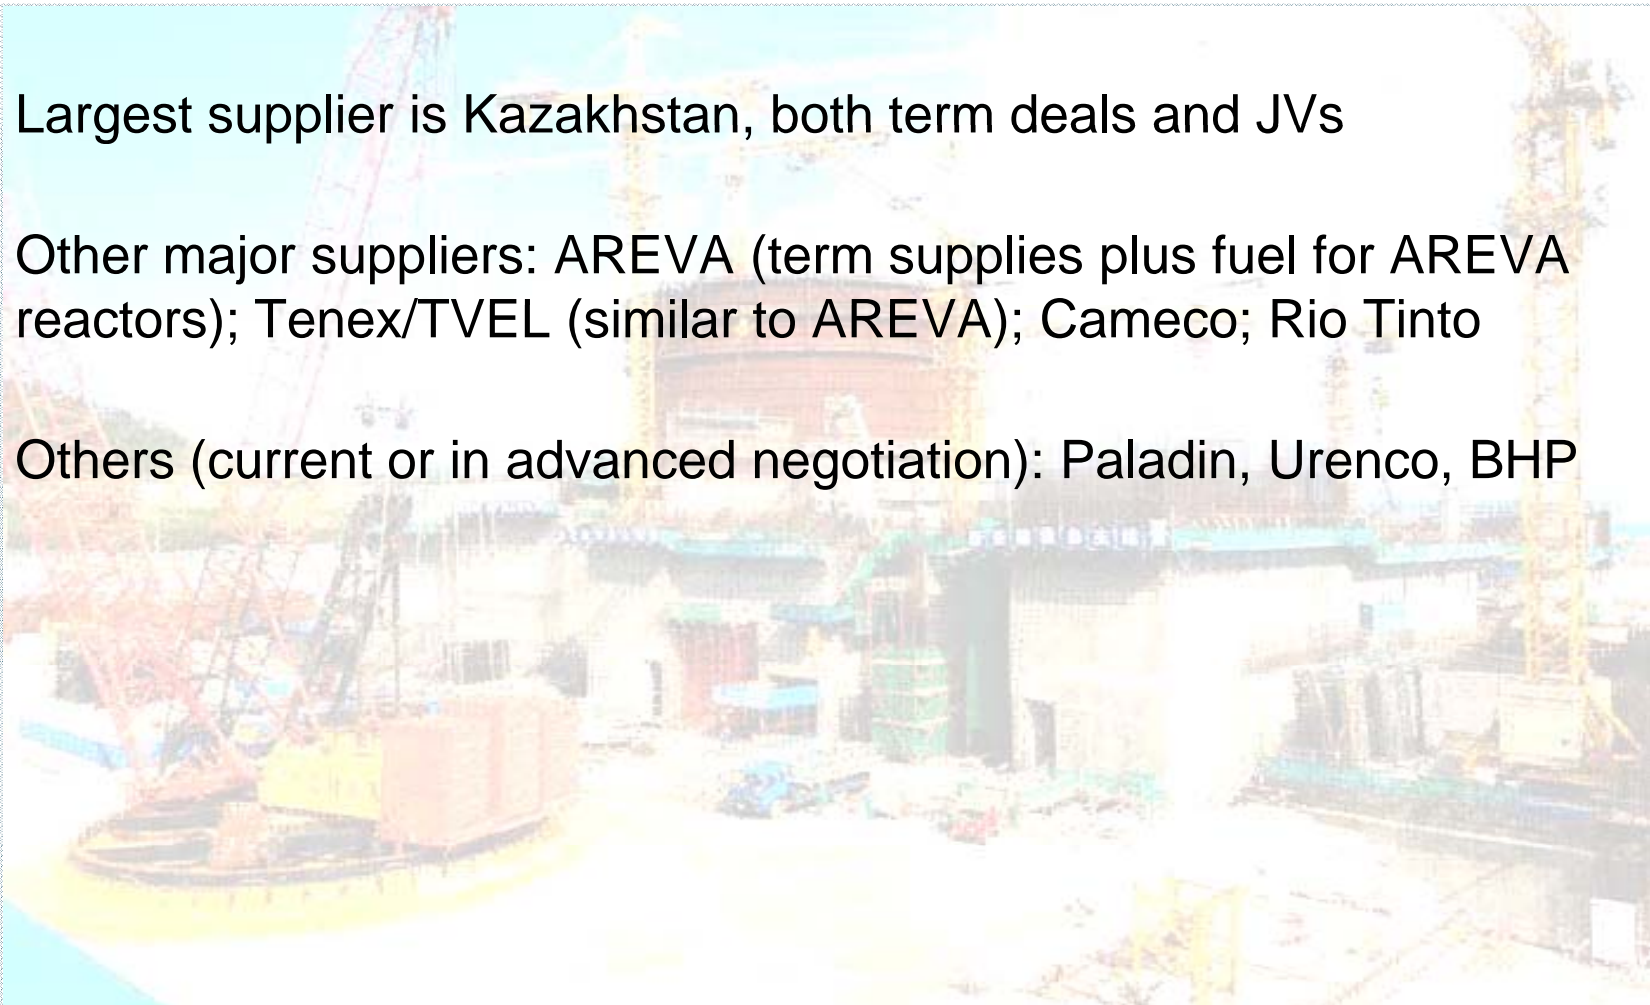 Largest supplier is Kazakhstan, both term deals and JVs
Other major suppliers: AREVA (term supplies plus fuel for AREVA
reactors); Tenex/TVEL (similar to AREVA); Cameco; Rio Tinto
Others (current or in advanced negotiation): Paladin, Urenco, BHP